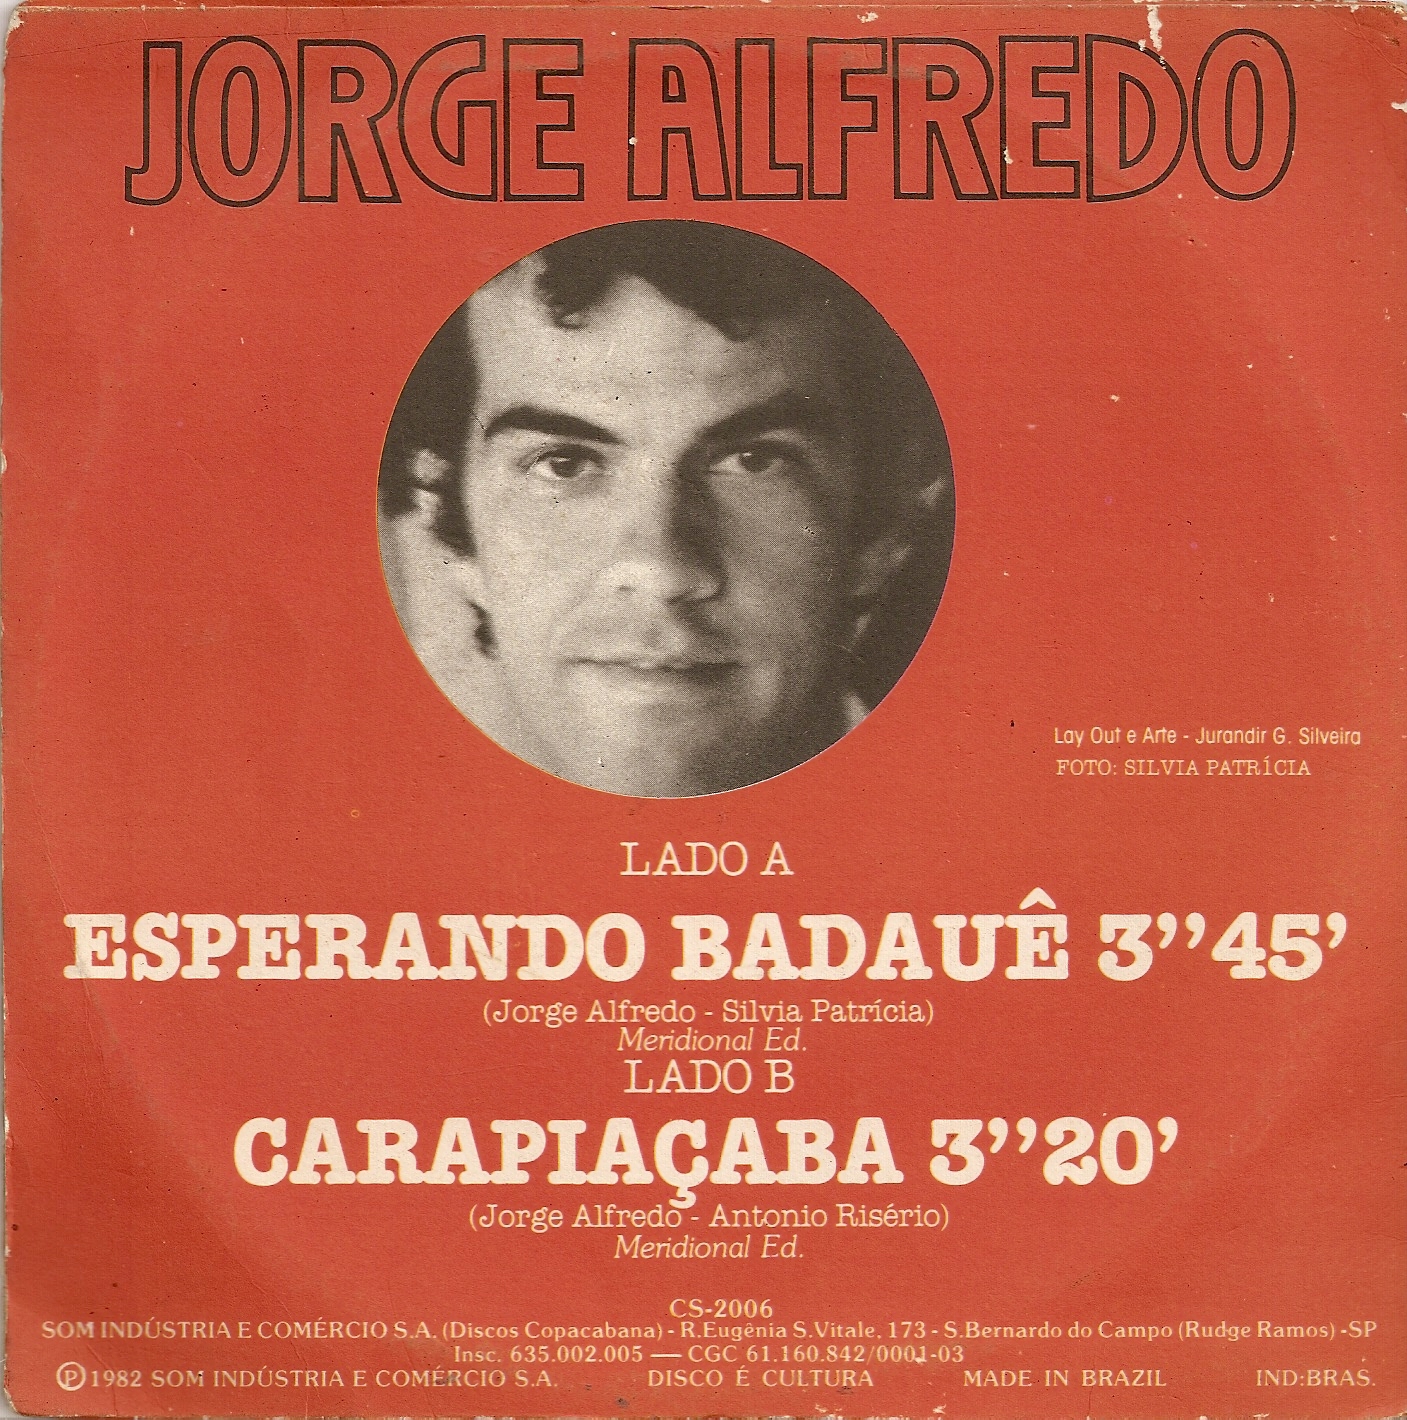 JORGE ALFREDO
Lay Out e Arte - Jurandir G. Silveira
FOTO: SILVIA PATRÍCIA
LADO A
ESPERANDO BADAUÊ 3’’45’
(Jorge Alfredo - Silvia Patrícia)
Meridional Ed.
LADO B
CARAPIAÇABA 3’’20’
(Jorge Alfredo - Antonio Risério)
Meridional Ed.
CS-2006
SOM INDÚSTRIA E COMÉRCIO S.A. (Discos Copacabana) - R.Eugênia S.Vitale, 173 - S.Bernardo do Campo (Rudge Ramos) -SP
Insc. 635.002.005 — CGC 61.160.842/0001-03
Ⓟ1982 SOM INDÚSTRIA E COMÉRCIO S.A. DISCO É CULTURA MADE IN BRAZIL IND:BRAS.